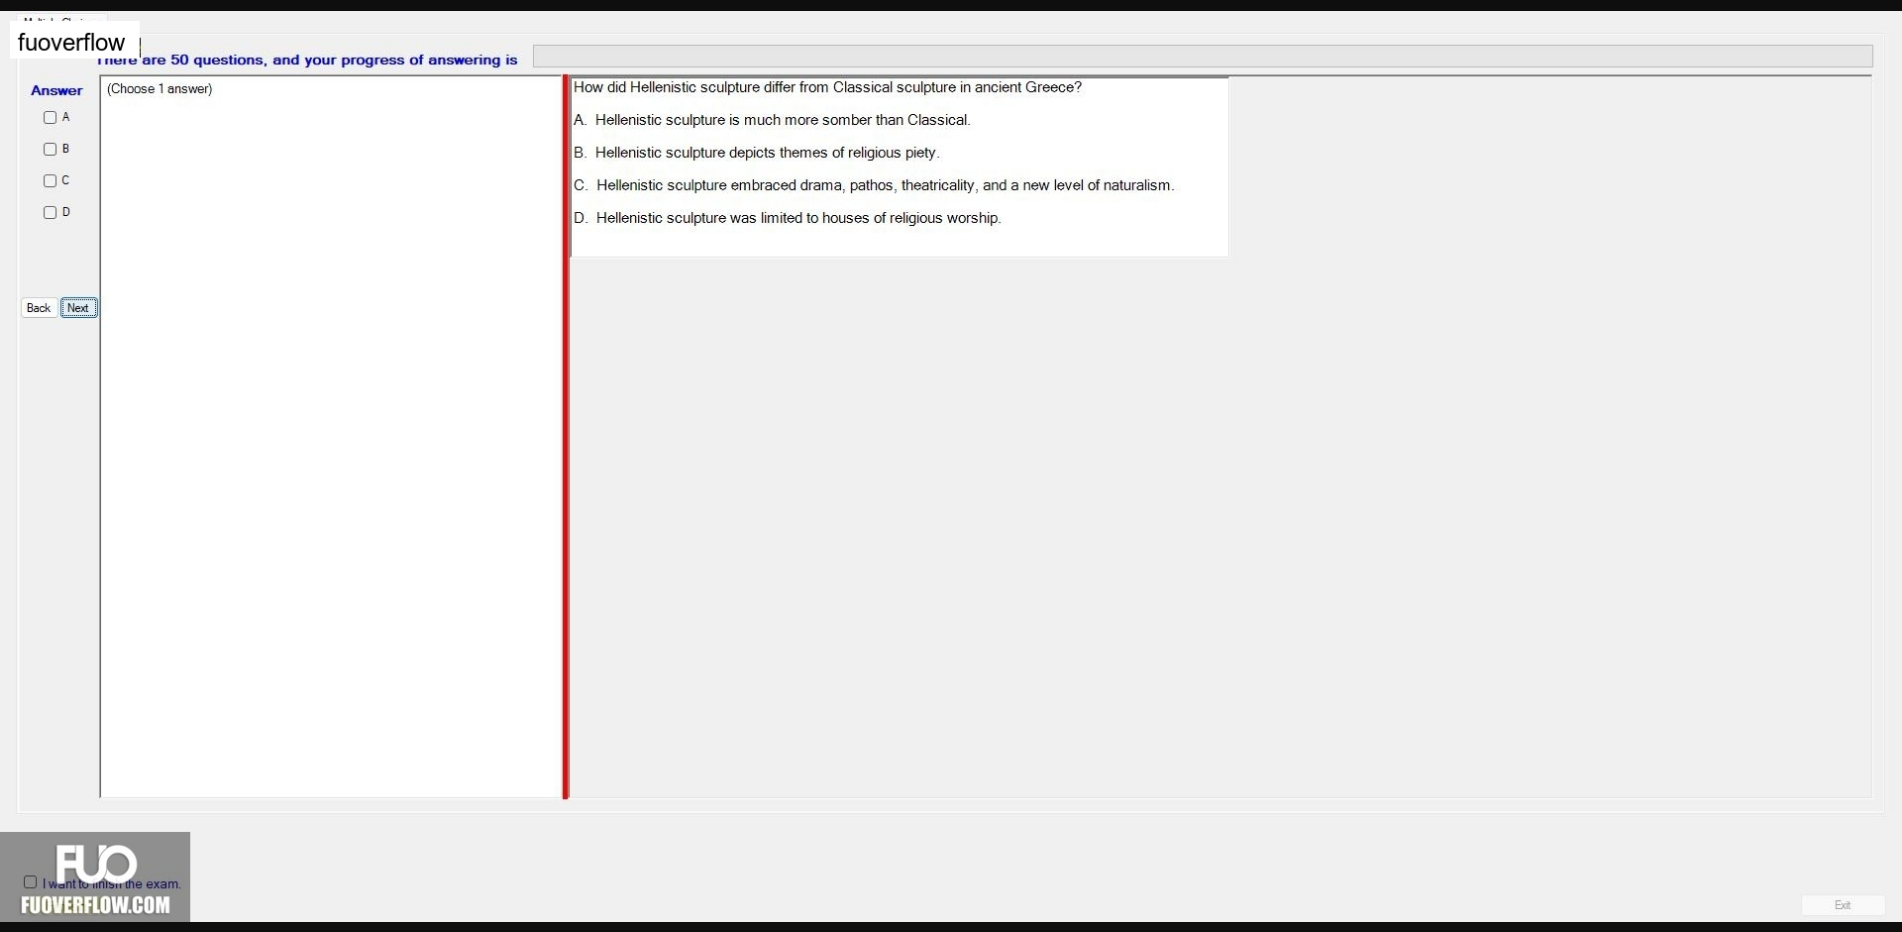 fuoverflow
There are 50 questions, and your progress of answering is
Answer
(Choose 1 answer)
A
B
C
D
Back
Next
How did Hellenistic sculpture differ from Classical sculpture in ancient Greece?
A. Hellenistic sculpture is much more somber than Classical.
B. Hellenistic sculpture depicts themes of religious piety.
C. Hellenistic sculpture embraced drama, pathos, theatricality, and a new level of naturalism.
D. Hellenistic sculpture was limited to houses of religious worship.
FUO
I want to finish the exam.
FUOVERFLOW.COM
Exit